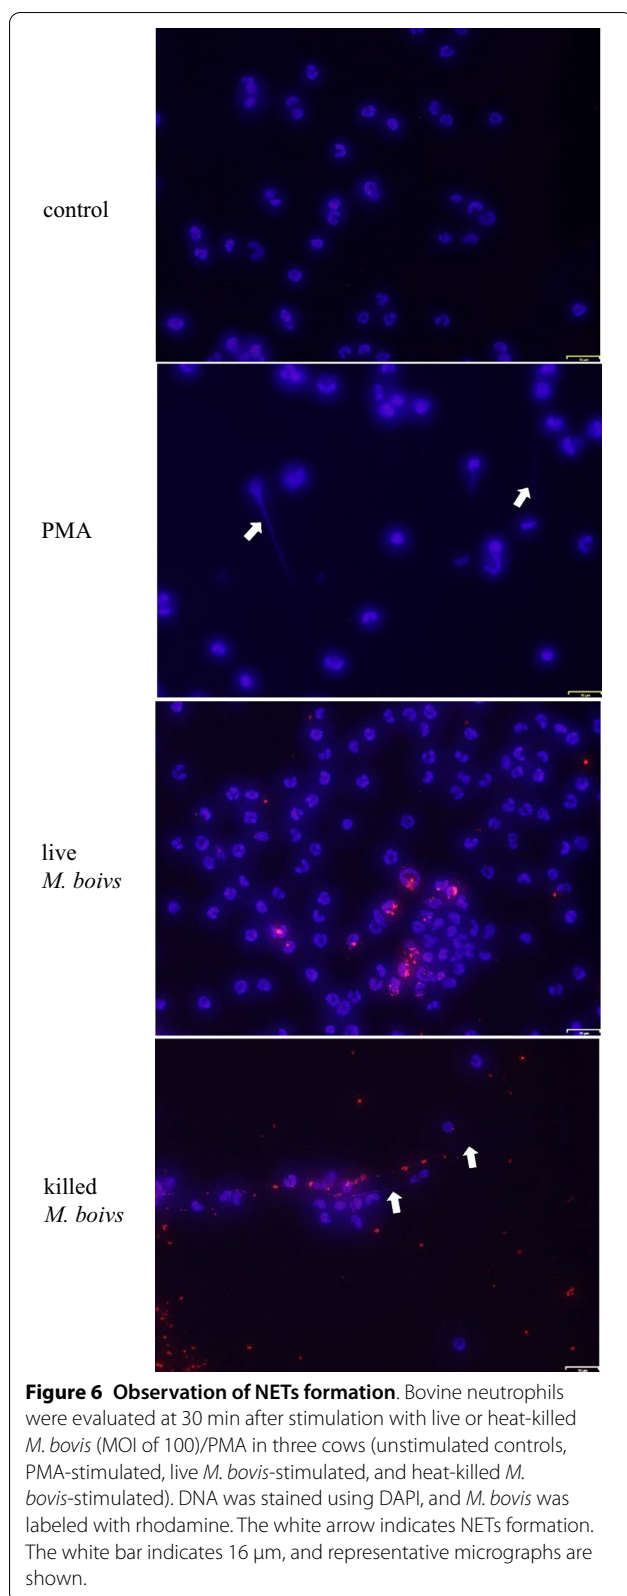 control
PMA
live
M. boivs
killed
M. boivs
Figure 6 Observation of NETs formation. Bovine neutrophils
were evaluated at 30 min after stimulation with live or heat-killed
M. bovis (MOI of 100)/PMA in three cows (unstimulated controls,
PMA-stimulated, live M. bovis-stimulated, and heat-killed M.
bovis-stimulated). DNA was stained using DAPI, and M. bovis was
labeled with rhodamine. The white arrow indicates NETs formation.
The white bar indicates 16 μm, and representative micrographs are
shown.